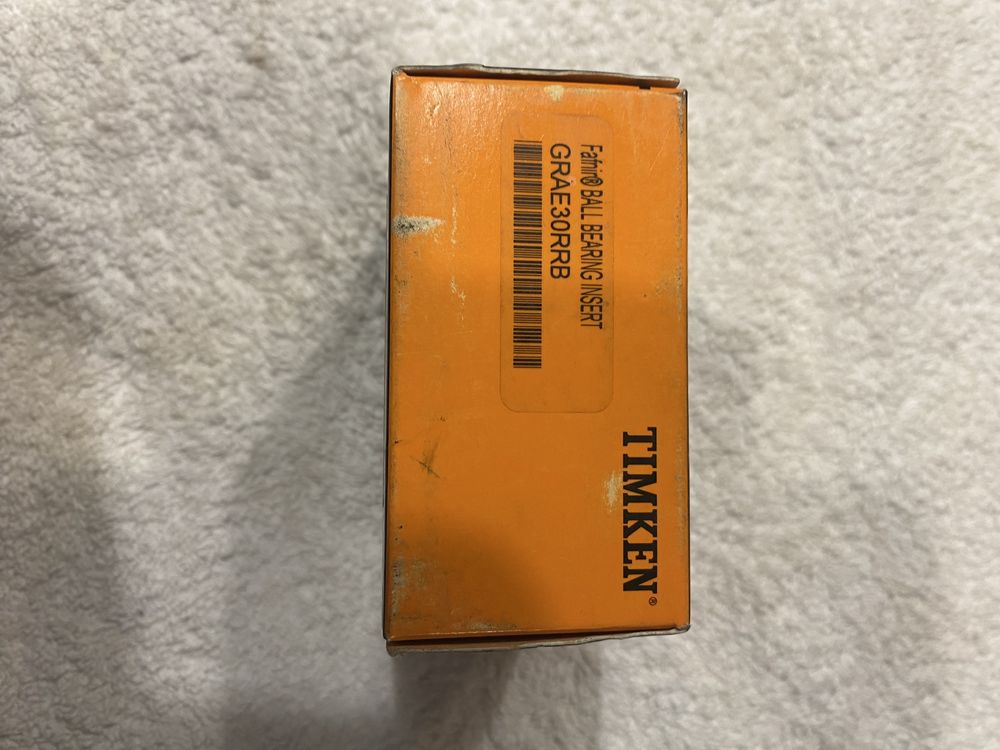 Fafnir® BALL BEARING INSERT
GRAE30RRB
TIMKEN®